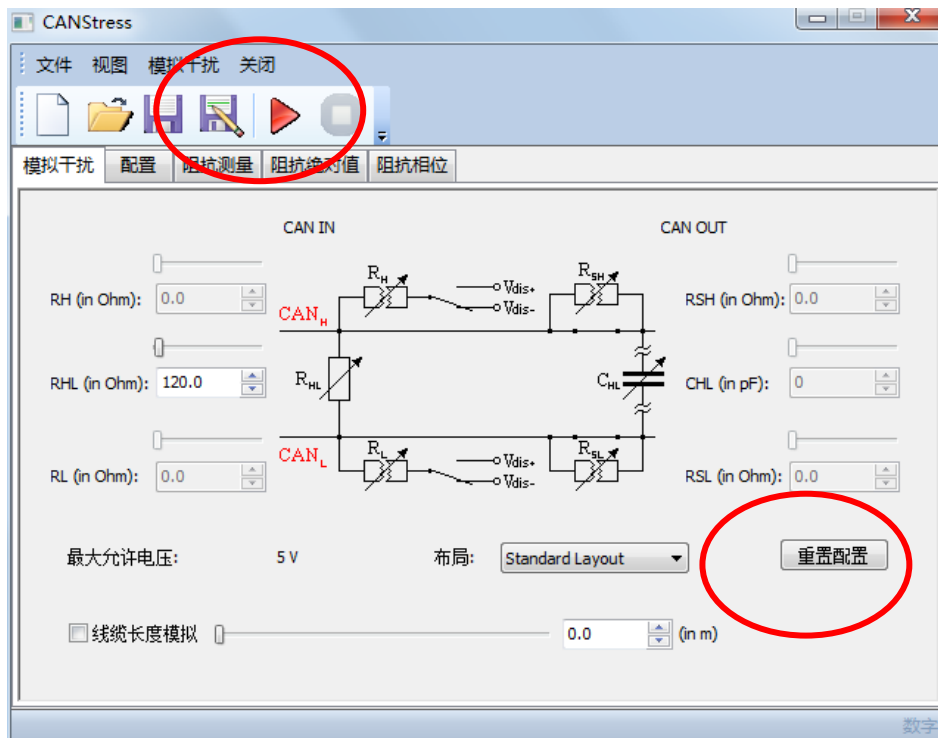 CANStress
文件 视图 模拟干扰 关闭
模拟干扰 配置 阻抗测量 阻抗绝对值 阻抗相位
CAN IN CAN OUT
RH (in Ohm): 0.0 RSH (in Ohm): 0.0
RH Vdis+ RSH
Vdis-
CANH
RHL (in Ohm): 120.0 CHL (in pF): 0
RHL CHL
RL (in Ohm): 0.0 RSL (in Ohm): 0.0
CANL RL Vdis+ RSL
Vdis-
最大允许电压: 5 V 布局: Standard Layout 重置配置
线缆长度模拟 0.0 (in m)
数字